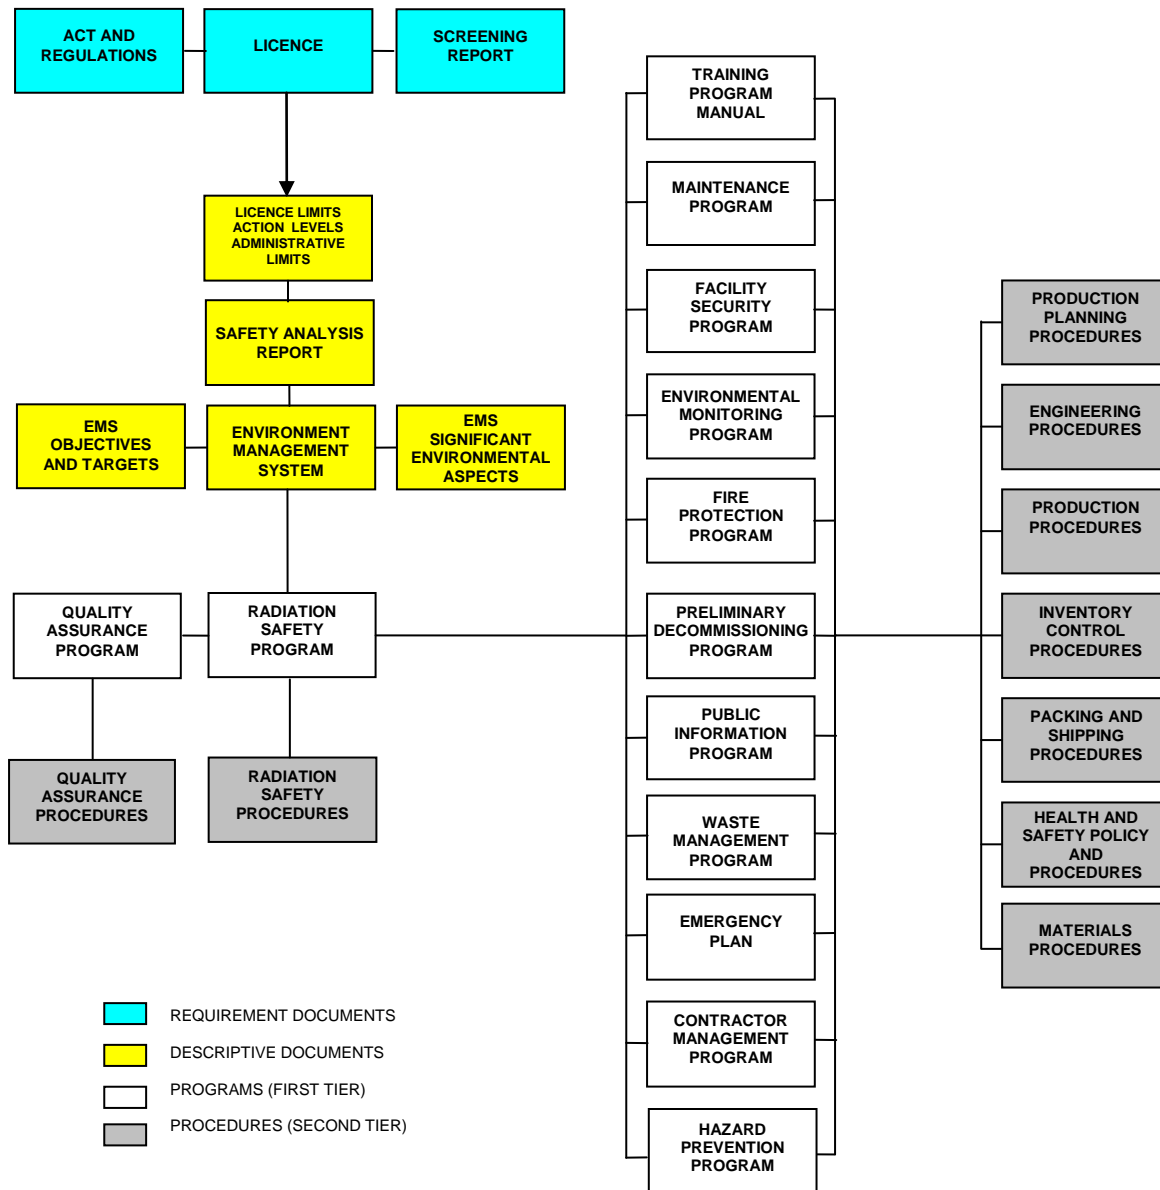 ACT AND
REGULATIONS
LICENCE
SCREENING
REPORT
LICENCE LIMITS
ACTION LEVELS
ADMINISTRATIVE
LIMITS
SAFETY ANALYSIS
REPORT
EMS
OBJECTIVES
AND TARGETS
ENVIRONMENT
MANAGEMENT
SYSTEM
EMS
SIGNIFICANT
ENVIRONMENTAL
ASPECTS
QUALITY
ASSURANCE
PROGRAM
RADIATION
SAFETY
PROGRAM
QUALITY
ASSURANCE
PROCEDURES
RADIATION
SAFETY
PROCEDURES
TRAINING
PROGRAM
MANUAL
MAINTENANCE
PROGRAM
FACILITY
SECURITY
PROGRAM
ENVIRONMENTAL
MONITORING
PROGRAM
FIRE
PROTECTION
PROGRAM
PRELIMINARY
DECOMMISSIONING
PROGRAM
PUBLIC
INFORMATION
PROGRAM
WASTE
MANAGEMENT
PROGRAM
EMERGENCY
PLAN
CONTRACTOR
MANAGEMENT
PROGRAM
HAZARD
PREVENTION
PROGRAM
PRODUCTION
PLANNING
PROCEDURES
ENGINEERING
PROCEDURES
PRODUCTION
PROCEDURES
INVENTORY
CONTROL
PROCEDURES
PACKING AND
SHIPPING
PROCEDURES
HEALTH AND
SAFETY POLICY
AND
PROCEDURES
MATERIALS
PROCEDURES
REQUIREMENT DOCUMENTS
DESCRIPTIVE DOCUMENTS
PROGRAMS (FIRST TIER)
PROCEDURES (SECOND TIER)